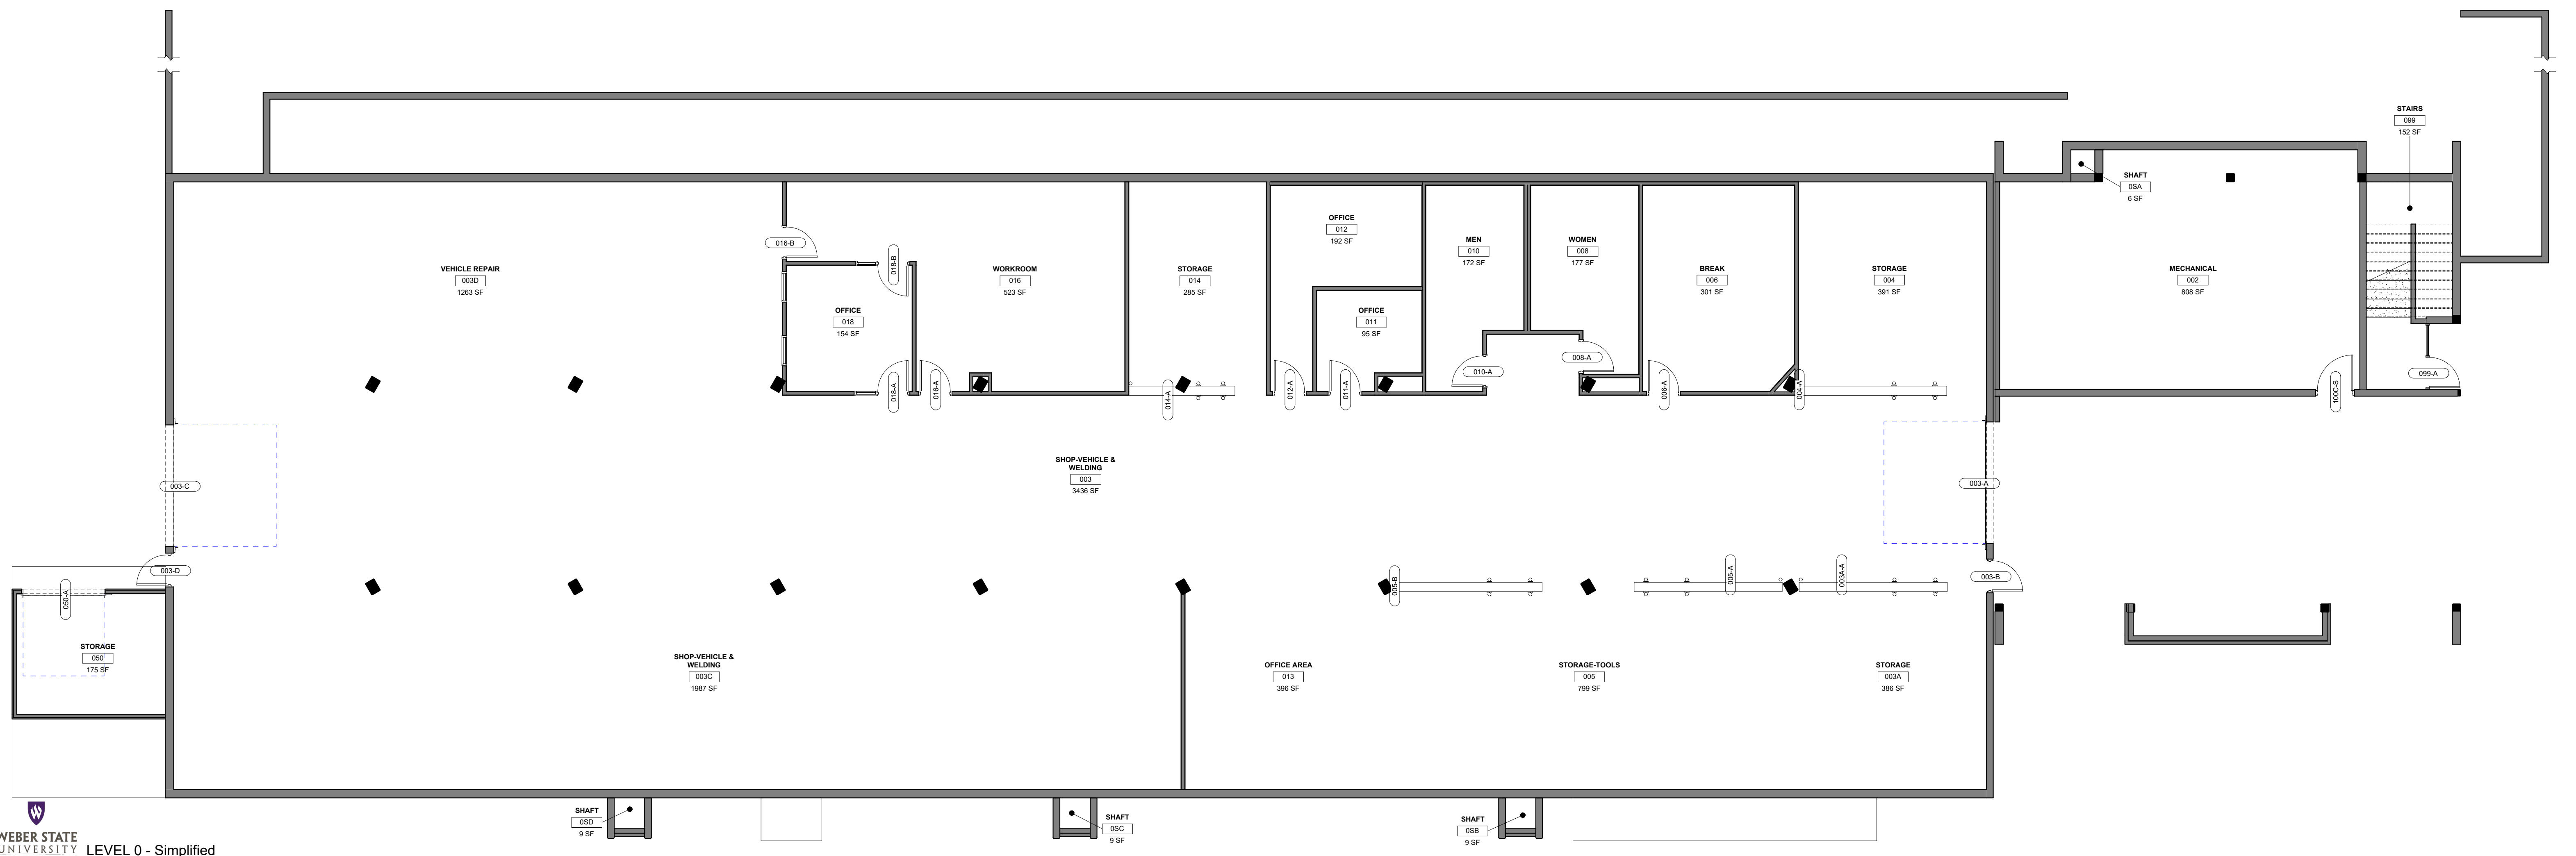 STAIRS
099
152 SF
SHAFT
0SA
6 SF
VEHICLE REPAIR
003D
1263 SF
016-B
018-B
OFFICE
018
154 SF
018-A
016-A
WORKROOM
016
523 SF
STORAGE
014
285 SF
014-A
OFFICE
012
192 SF
OFFICE
011
95 SF
012-A
011-A
MEN
010
172 SF
010-A
WOMEN
008
177 SF
008-A
BREAK
006
301 SF
006-A
STORAGE
004
391 SF
004-A
MECHANICAL
002
808 SF
100C-S
099-A
003-C
SHOP-VEHICLE &
WELDING
003
3436 SF
003-A
003-D
050-A
005-B
005-A
003A-A
003-B
STORAGE
050
175 SF
SHOP-VEHICLE &
WELDING
003C
1987 SF
OFFICE AREA
013
396 SF
STORAGE-TOOLS
005
799 SF
STORAGE
003A
386 SF
SHAFT
0SD
9 SF
SHAFT
0SC
9 SF
SHAFT
0SB
9 SF
WEBER STATE
UNIVERSITY
LEVEL 0 - Simplified